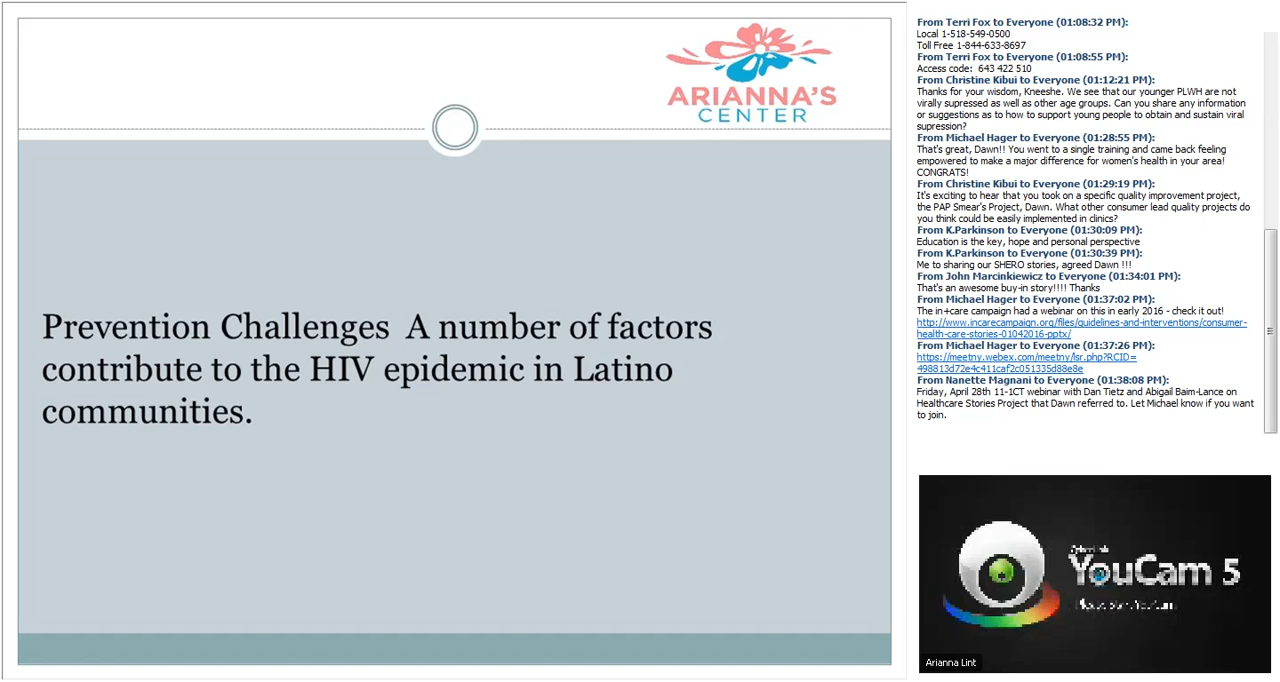 ARIANNA'S
CENTER
Prevention Challenges  A number of factors
contribute to the HIV epidemic in Latino
communities.
From Terri Fox to Everyone (01:08:32 PM):
Local 1-518-549-0500
Toll Free 1-844-633-8697
From Terri Fox to Everyone (01:08:55 PM):
Access code:  643 422 510
From Christine Kibui to Everyone (01:12:21 PM):
Thanks for your wisdom, Kneeshe. We see that our younger PLWH are not
virally supressed as well as other age groups. Can you share any information
or suggestions as to how to support young people to obtain and sustain viral
supression?
From Michael Hager to Everyone (01:28:55 PM):
That's great, Dawn!! You went to a single training and came back feeling
empowered to make a major difference for women's health in your area!
CONGRATS!
From Christine Kibui to Everyone (01:29:19 PM):
It's exciting to hear that you took on a specific quality improvement project,
the PAP Smear's Project, Dawn. What other consumer lead quality projects do
you think could be easily implemented in clinics?
From K.Parkinson to Everyone (01:30:09 PM):
Education is the key, hope and personal perspective
From K.Parkinson to Everyone (01:30:39 PM):
Me to sharing our SHERO stories, agreed Dawn !!!
From John Marcinkiewicz to Everyone (01:34:01 PM):
That's an awesome buy-in story!!!! Thanks
From Michael Hager to Everyone (01:37:02 PM):
The in+care campaign had a webinar on this in early 2016 - check it out!
http://www.incarecampaign.org/files/guidelines-and-interventions/consumer-
health-care-stories-01042016-pptx/
From Michael Hager to Everyone (01:37:26 PM):
https://meetny.webex.com/meetny/lsr.php?RCID=
498813d72e4c411caf2c051335d88e8e
From Nanette Magnani to Everyone (01:38:08 PM):
Friday, April 28th 11-1CT webinar with Dan Tietz and Abigail Baim-Lance on
Healthcare Stories Project that Dawn referred to. Let Michael know if you want
to join.
YouCam 5
Arianna Lint